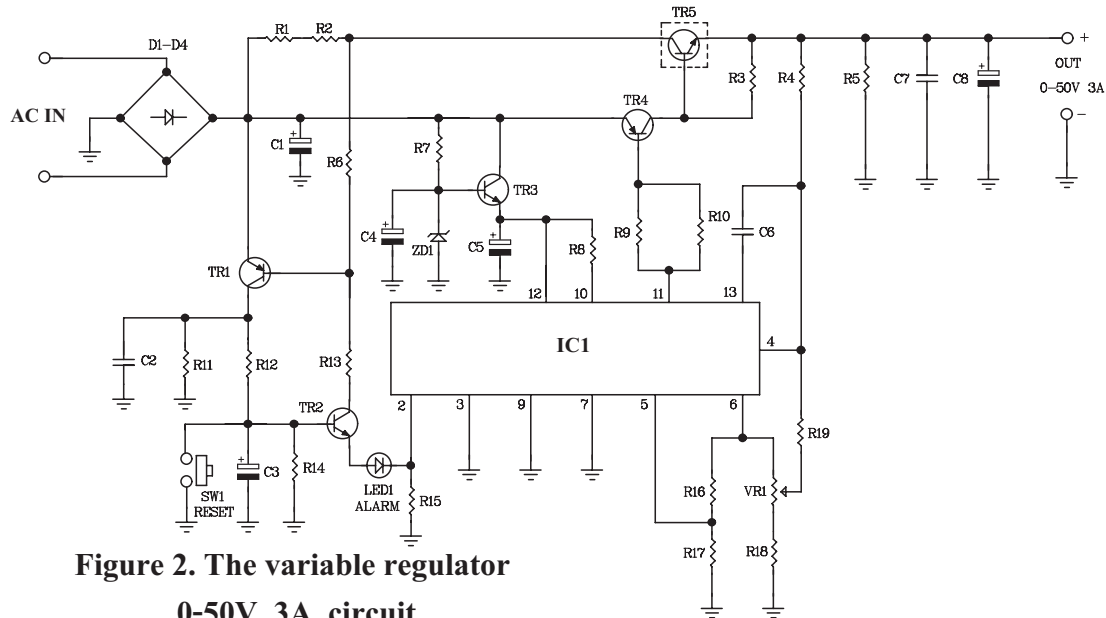 TR5
R1 R2
D1-D4
+
OUT
0-50V 3A
R3 R4 R5 C7 + C8
TR4
AC IN
+ C1
R6
R7
TR3
−
R9 R10
C6
+ C4
ZD1
+ C5
R8
TR1
12 10 11 13
IC1
4
C2 R11 R12 R13
2 3 9 7 5 6
TR2
R19
SW1
RESET
+ C3
R14
LED1
ALARM
R15
R16 VR1
R17 R18
Figure 2. The variable regulator
0-50V 3A circuit